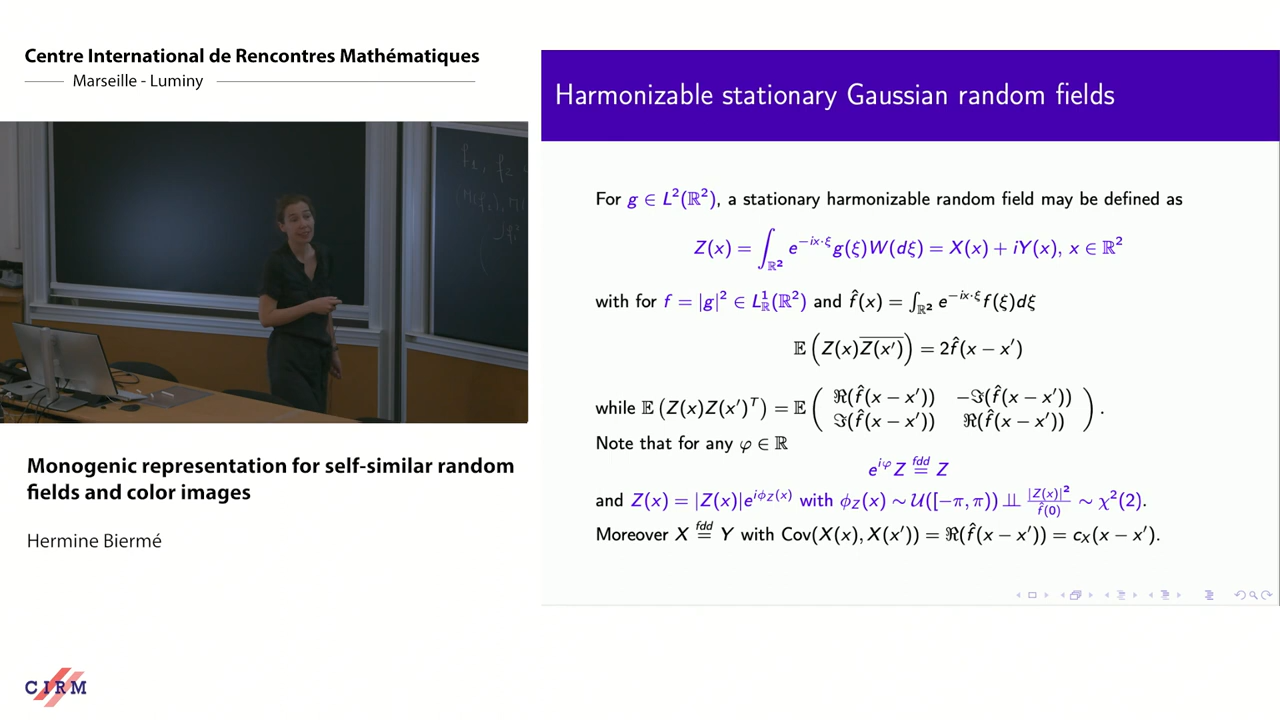 Centre International de Rencontres Mathématiques
Marseille - Luminy
Harmonizable stationary Gaussian random fields
For g ∈ L²(ℝ²), a stationary harmonizable random field may be defined as
Z(x) = ∫_{ℝ²} e^{-ix·ξ} g(ξ)W(dξ) = X(x) + iY(x), x ∈ ℝ²
with for f = |g|² ∈ L¹_ℝ(ℝ²) and f̂(x) = ∫_{ℝ²} e^{-ix·ξ} f(ξ)dξ
𝔼 ( Z(x)\overline{Z(x′)} ) = 2f̂(x − x′)
while 𝔼 (Z(x)Z(x′)^T) = 𝔼 ( ℜ(f̂(x − x′)) −ℑ(f̂(x − x′))
ℑ(f̂(x − x′)) ℜ(f̂(x − x′)) ) .
Note that for any φ ∈ ℝ
e^{iφ} Z \overset{fdd}{=} Z
and Z(x) = |Z(x)|e^{iϕ_Z(x)} with ϕ_Z(x) ∼ 𝒰([−π, π)) ⫫ \frac{|Z(x)|²}{f̂(0)} ∼ χ²(2).
Moreover X \overset{fdd}{=} Y with Cov(X(x), X(x′)) = ℜ(f̂(x − x′)) = c_X(x − x′).
Monogenic representation for self-similar random
fields and color images
Hermine Biermé
CIRM